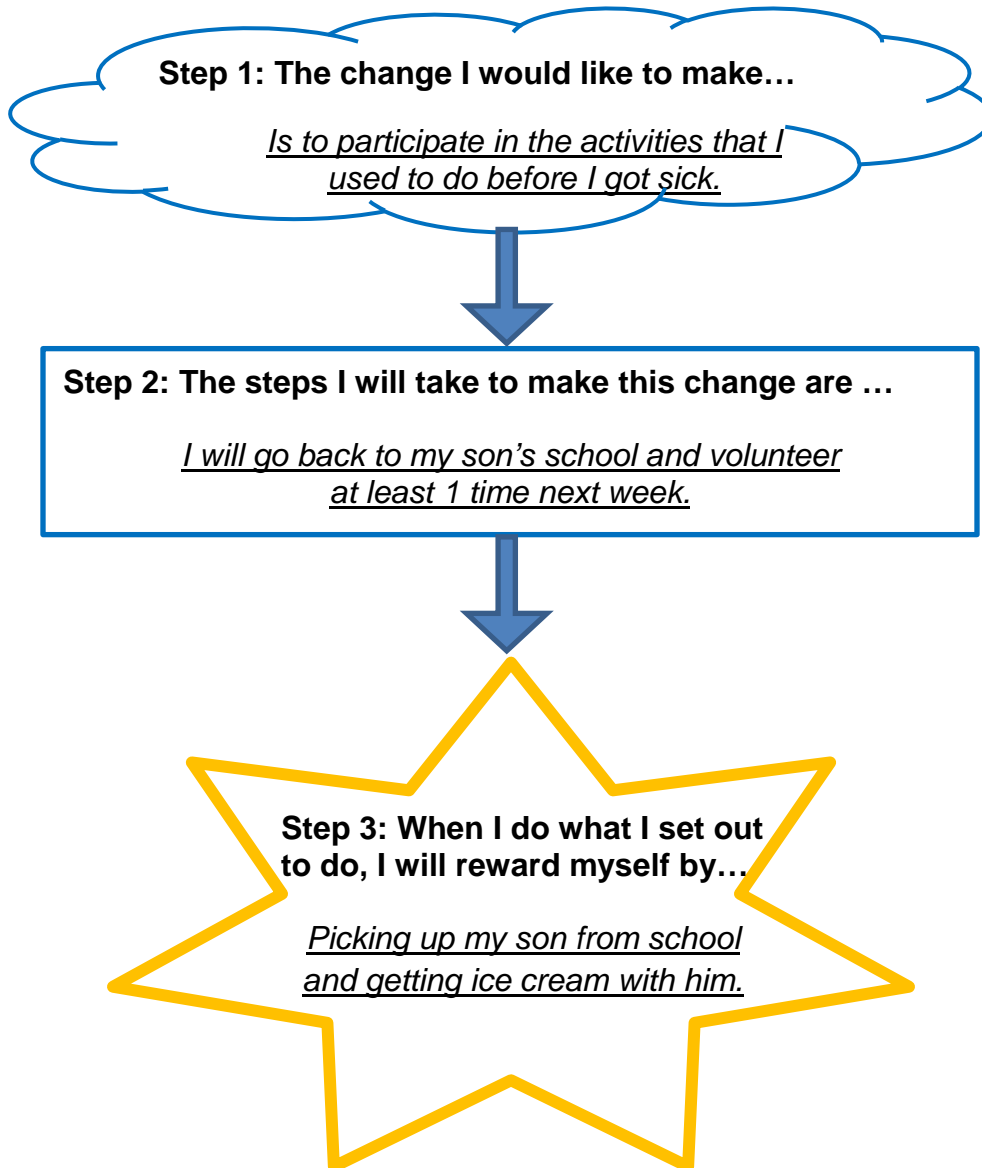 Step 1: The change I would like to make…
Is to participate in the activities that I
used to do before I got sick.
Step 2: The steps I will take to make this change are …
I will go back to my son’s school and volunteer
at least 1 time next week.
Step 3: When I do what I set out
to do, I will reward myself by…
Picking up my son from school
and getting ice cream with him.